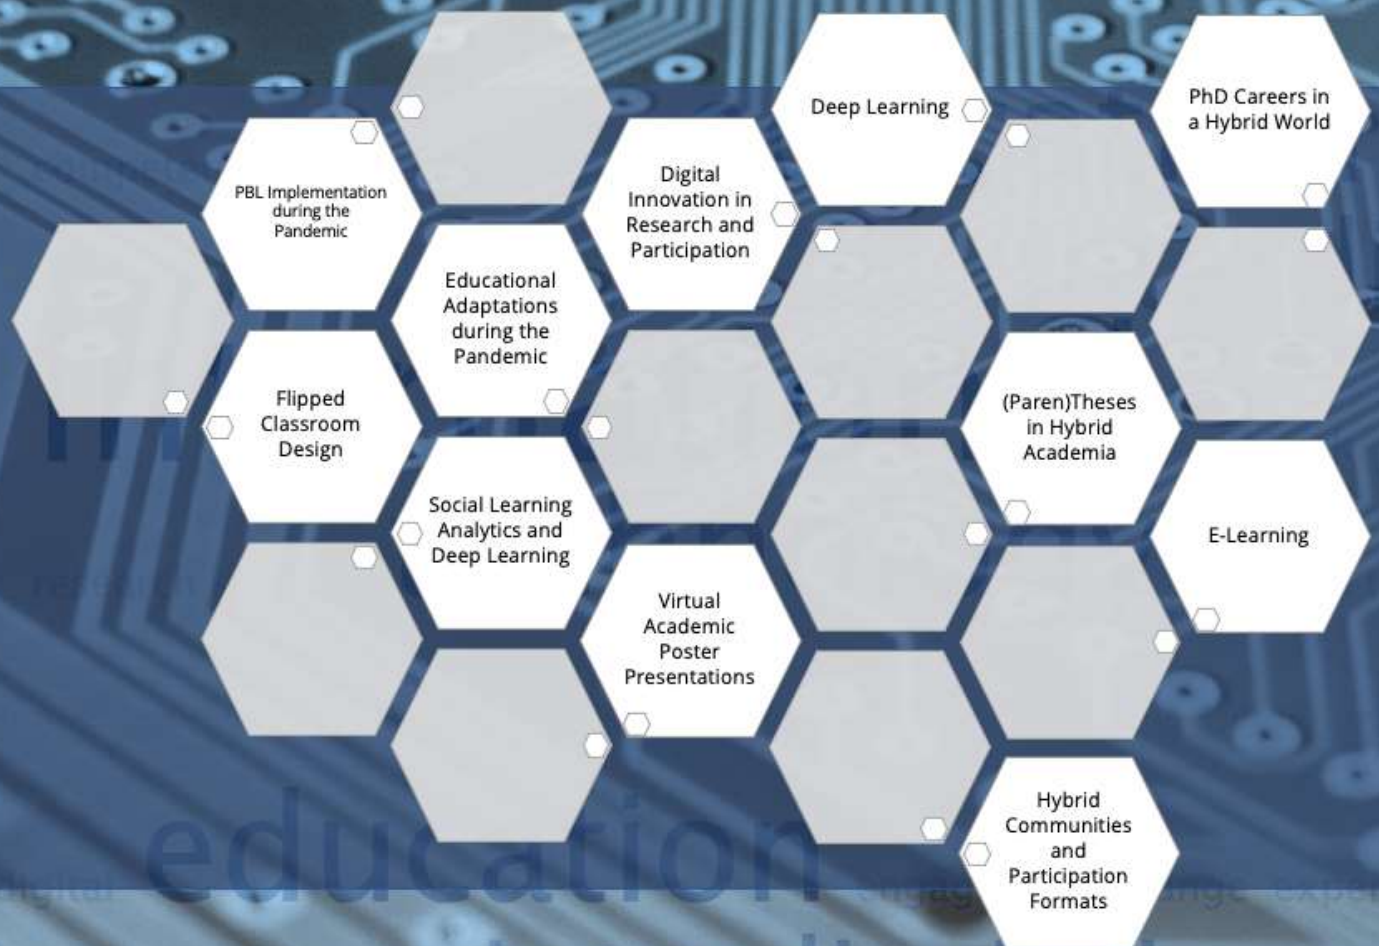 Deep Learning
PhD Careers in
a Hybrid World
PBL Implementation
during the
Pandemic
Digital
Innovation in
Research and
Participation
Educational
Adaptations
during the
Pandemic
Flipped
Classroom
Design
(Paren)Theses
in Hybrid
Academia
Social Learning
Analytics and
Deep Learning
E-Learning
Virtual
Academic
Poster
Presentations
Hybrid
Communities
and
Participation
Formats
education
digital